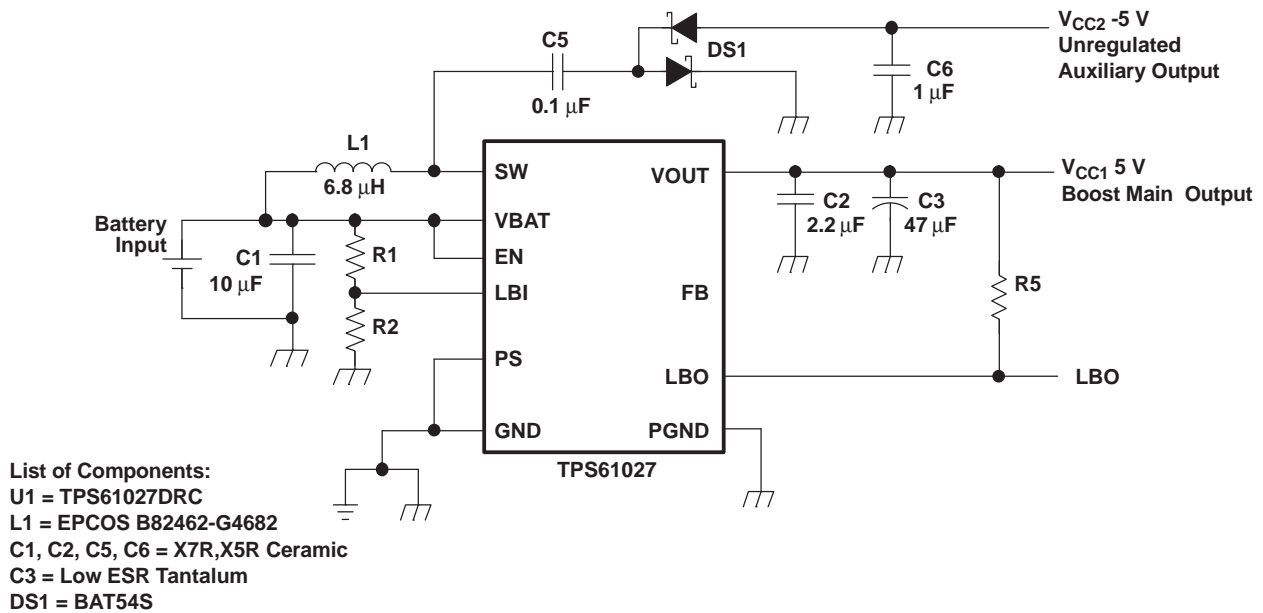 VCC2 -5 V
Unregulated
Auxiliary Output
C5
0.1 μF
DS1
C6
1 μF
L1
6.8 μH
SW
VOUT
VCC1 5 V
Boost Main Output
C2
2.2 μF
C3
47 μF
Battery
Input
VBAT
C1
10 μF
R1
EN
LBI
FB
R5
R2
PS
LBO
LBO
GND
PGND
TPS61027
List of Components:
U1 = TPS61027DRC
L1 = EPCOS B82462-G4682
C1, C2, C5, C6 = X7R,X5R Ceramic
C3 = Low ESR Tantalum
DS1 = BAT54S